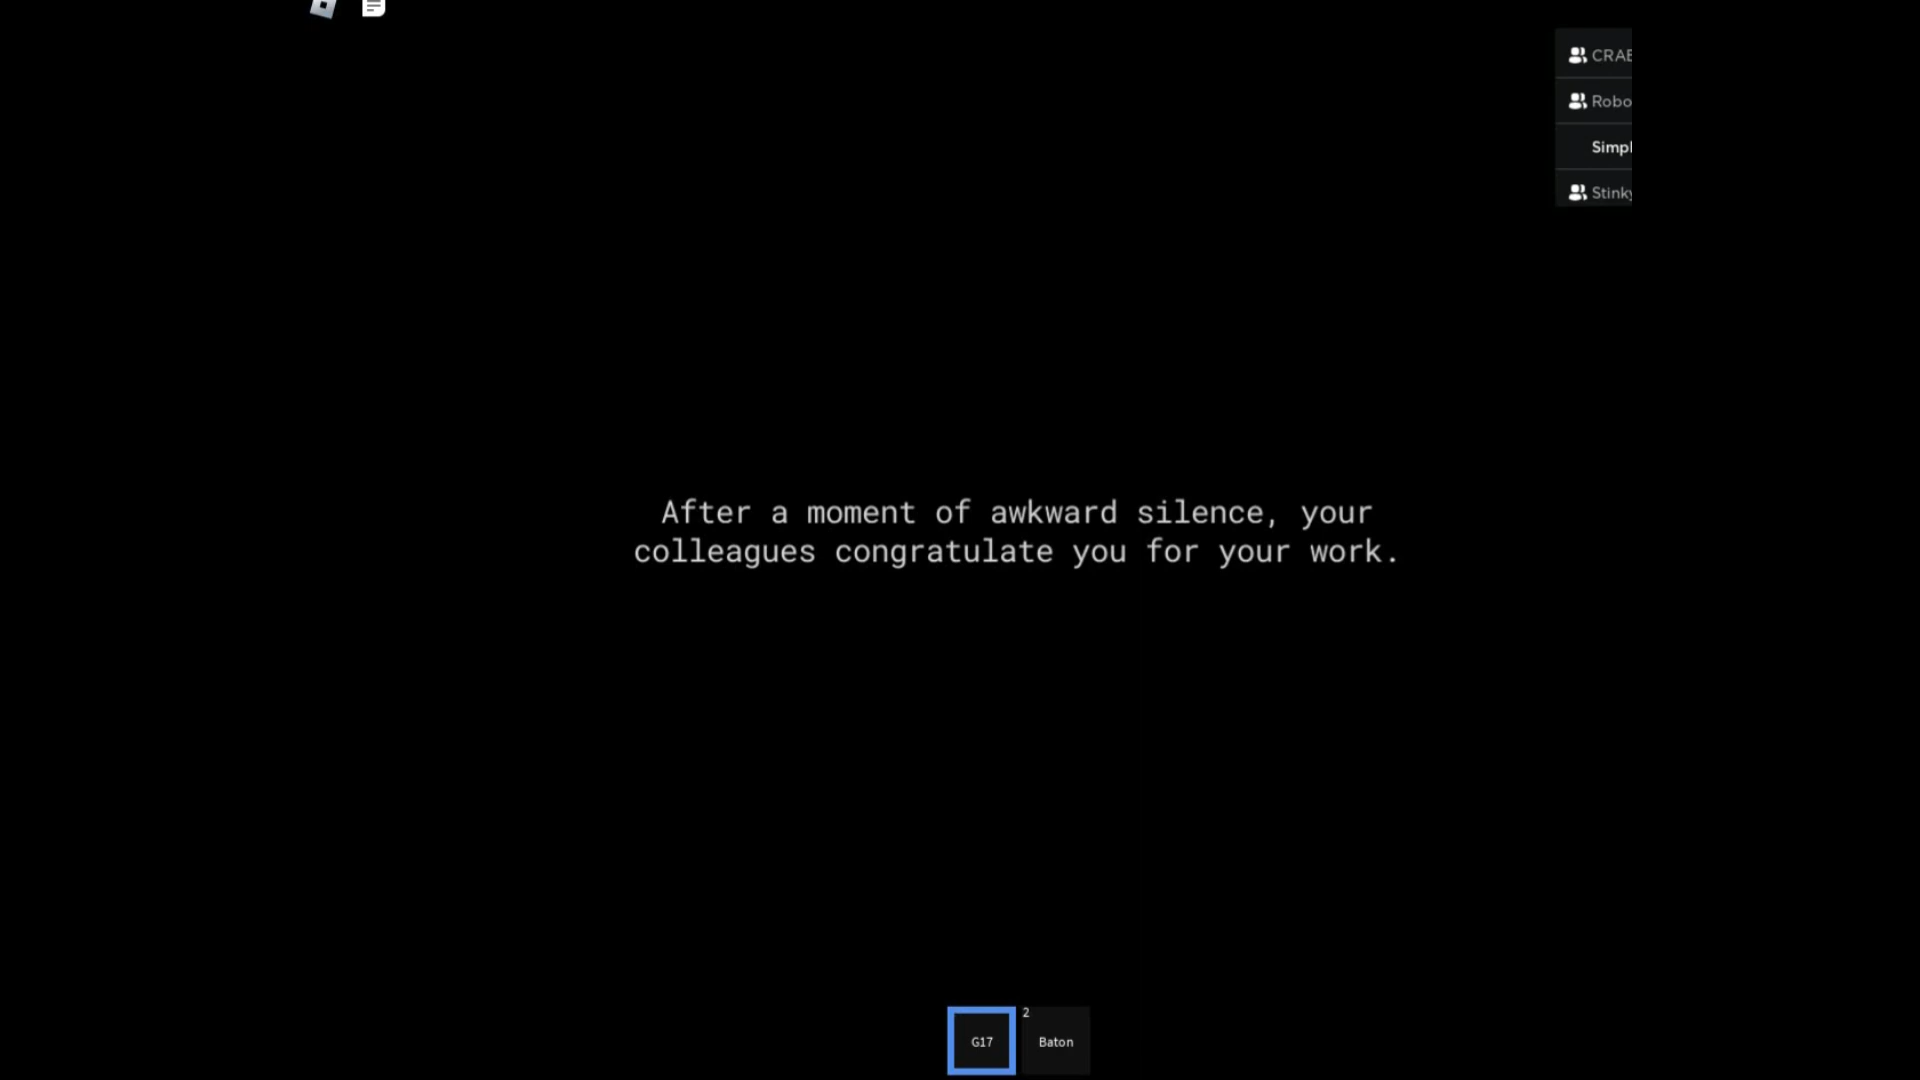 CRAE
Robo
Simpl
Stinky
After a moment of awkward silence, your
colleagues congratulate you for your work.
G17
2
Baton